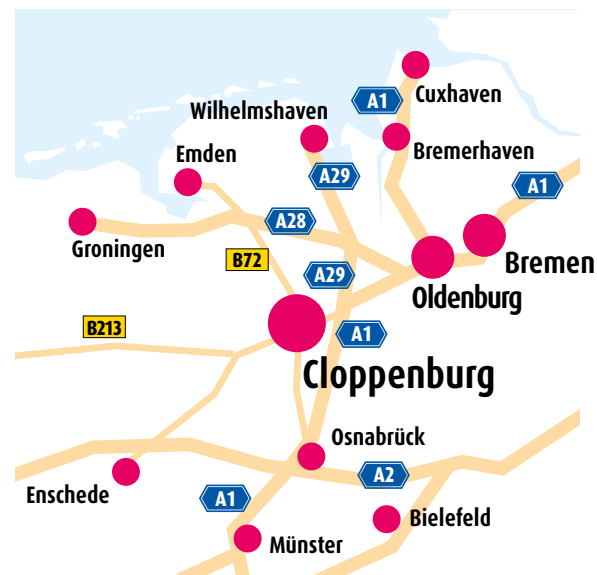 A1
Cuxhaven
Wilhelmshaven
Emden
Bremerhaven
A29
A1
A28
Groningen
B72
A29
Bremen
Oldenburg
B213
A1
Cloppenburg
Osnabrück
A2
Enschede
A1
Bielefeld
Münster